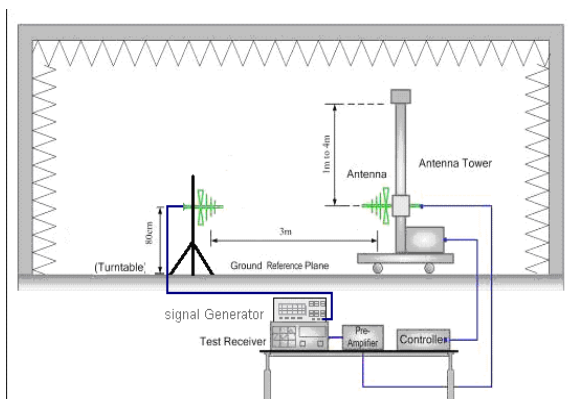 1m to 4m
Antenna
Antenna Tower
80cm
3m
(Turntable)
Ground Reference Plane
signal Generator
Test Receiver
Pre-
Amplifier
Controller